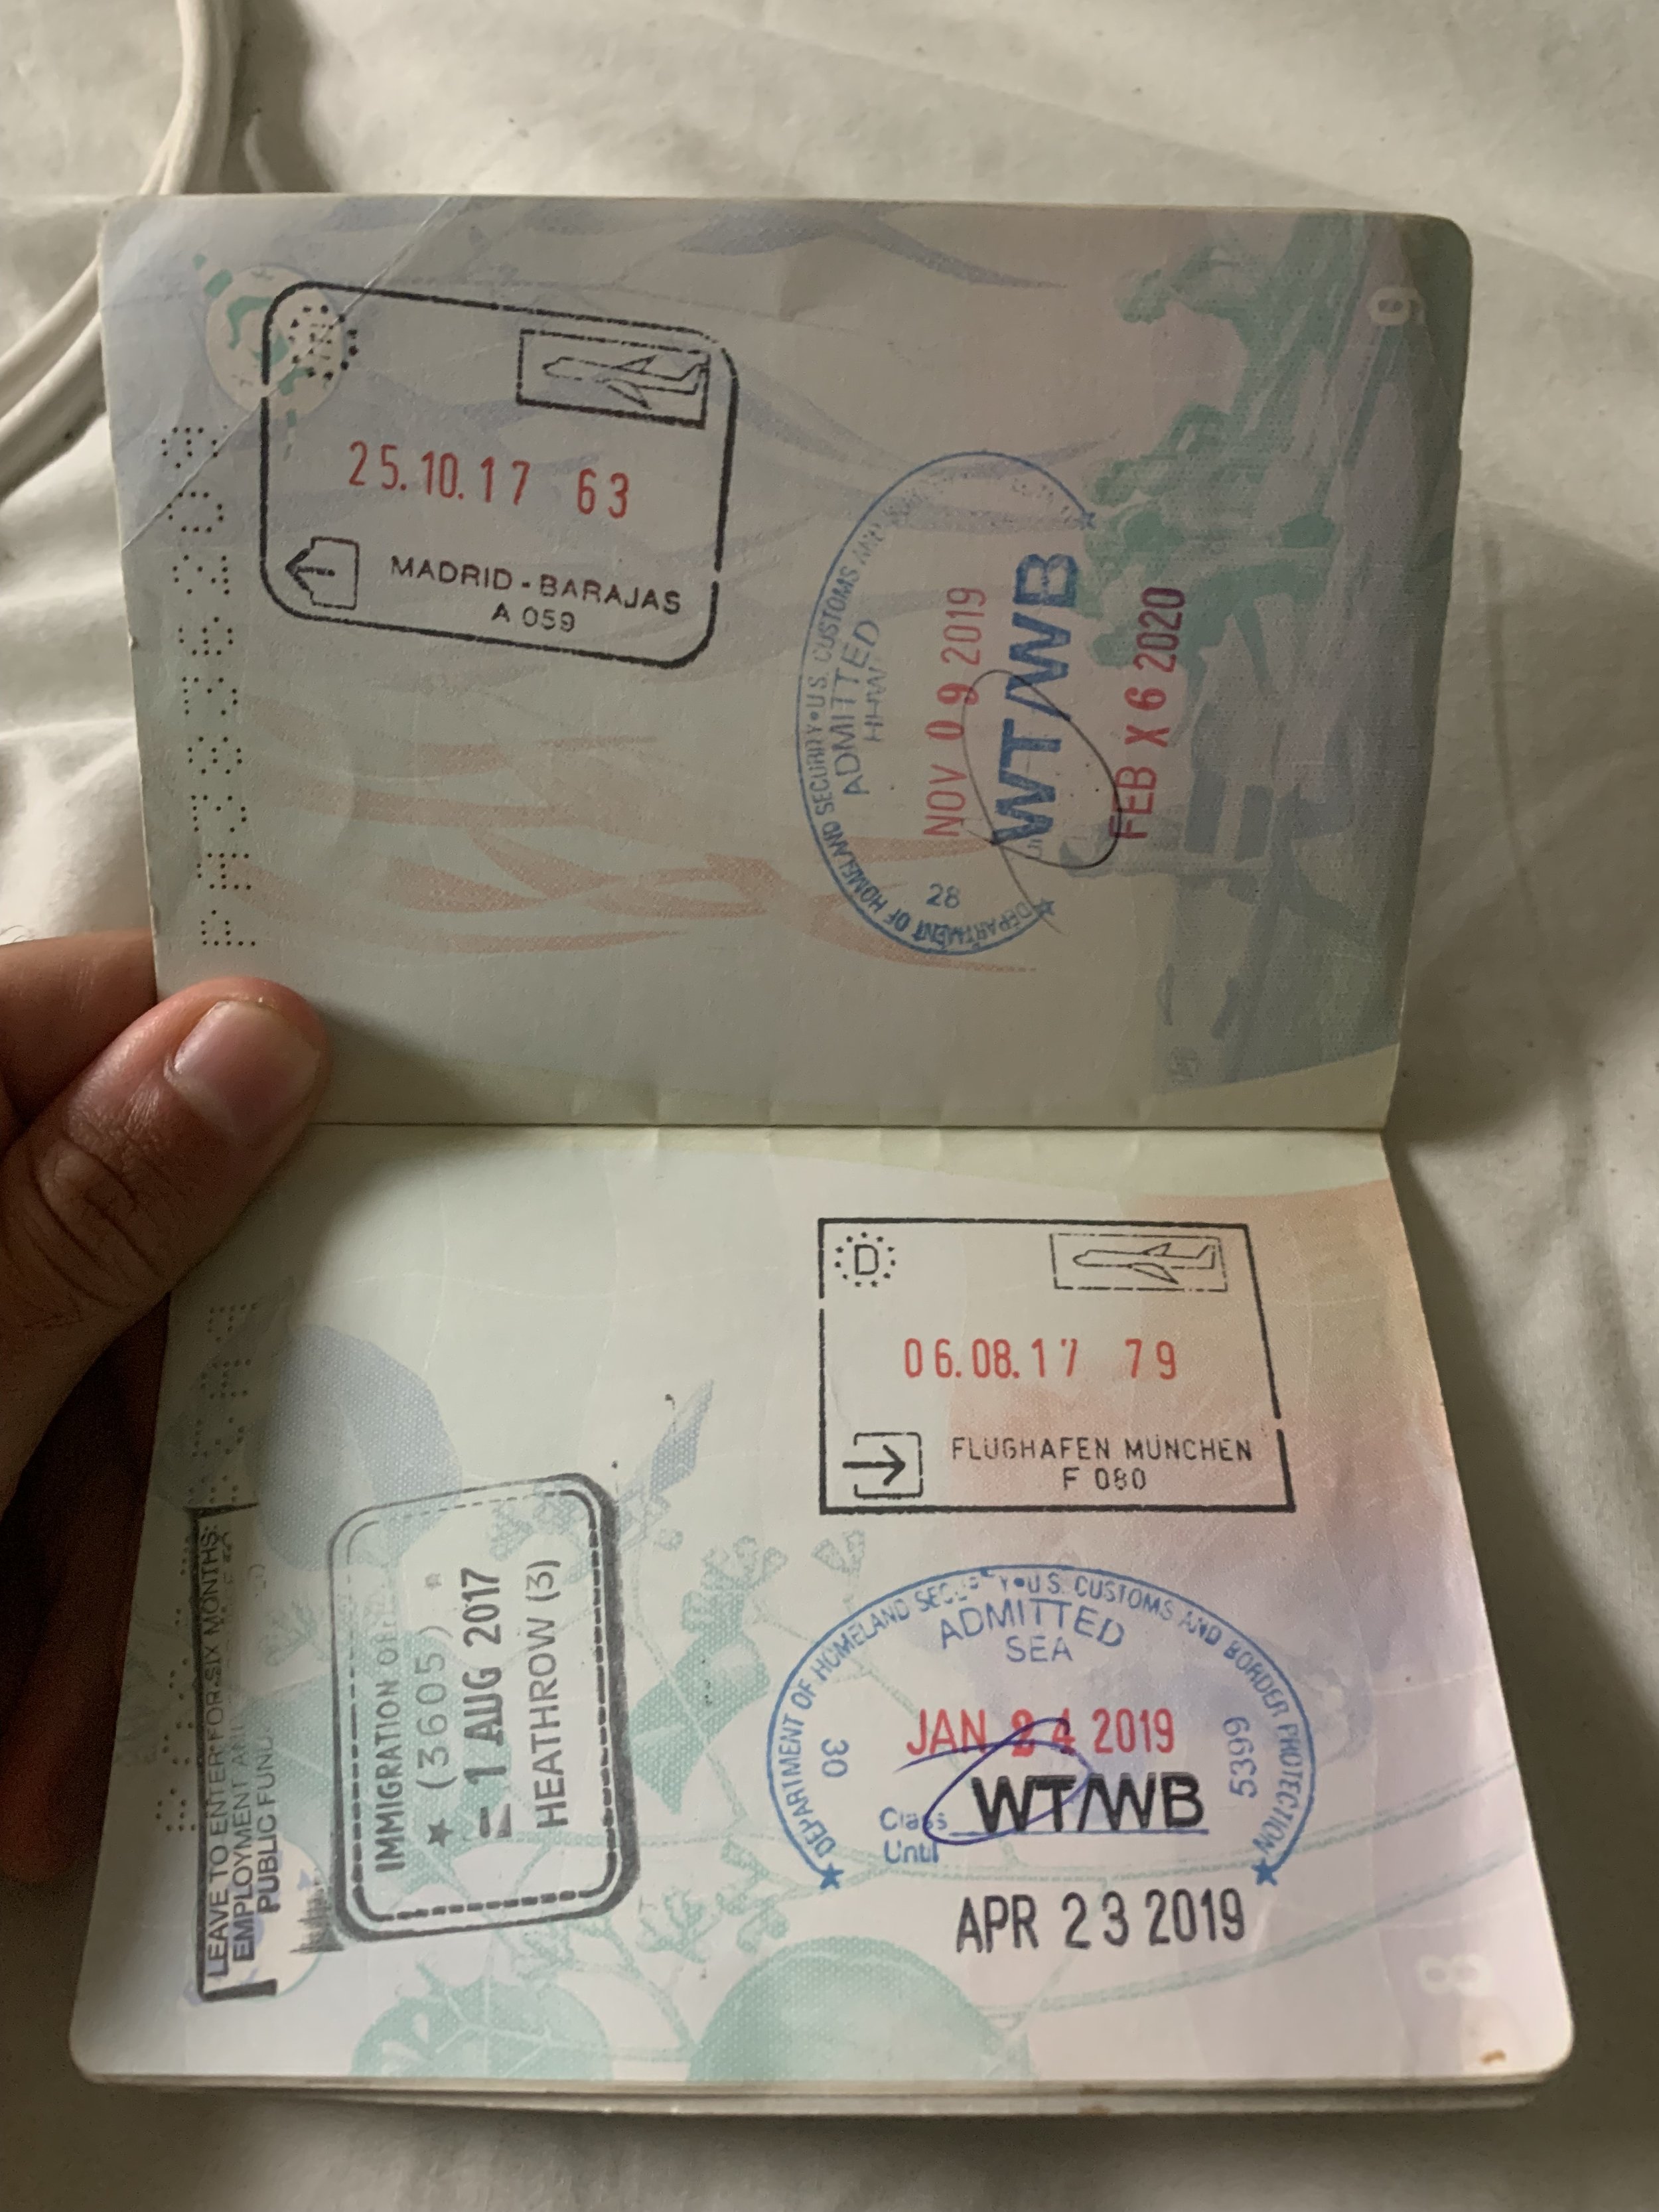 25.10.17 63
MADRID-BARAJAS
A 059
DEPARTMENT OF HOMELAND SECURITY • U.S. CUSTOMS AND
ADMITTED
NOV 09 2019
WT/WB
FEB X 6 2020
28
D
06.08.17 79
FLUGHAFEN MÜNCHEN
F 080
LEAVE TO ENTER FOR SIX MONTHS:
EMPLOYMENT AND
PUBLIC FUND
IMMIGRATION
(3605)
- 1 AUG 2017
HEATHROW (3)
DEPARTMENT OF HOMELAND SECURITY • U.S. CUSTOMS AND BORDER PROTECTION
ADMITTED
SEA
JAN 24 2019
30
5399
Class WT/WB
Until
APR 23 2019
8
9